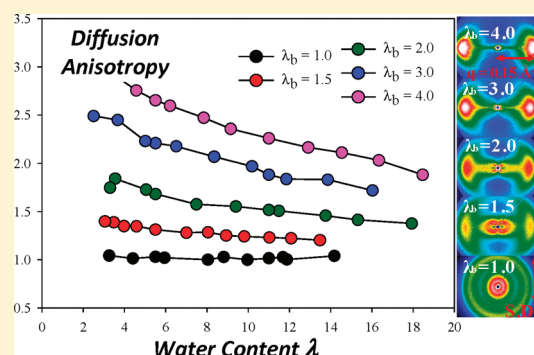 Diffusion
Anisotropy
λb = 1.0
λb = 1.5
λb = 2.0
λb = 3.0
λb = 4.0
3.5
3.0
2.5
2.0
1.5
1.0
0.5
0 2 4 6 8 10 12 14 16 18 20
Water Content λ
λb=4.0
λb=3.0
λb=2.0
λb=1.5
λb=1.0